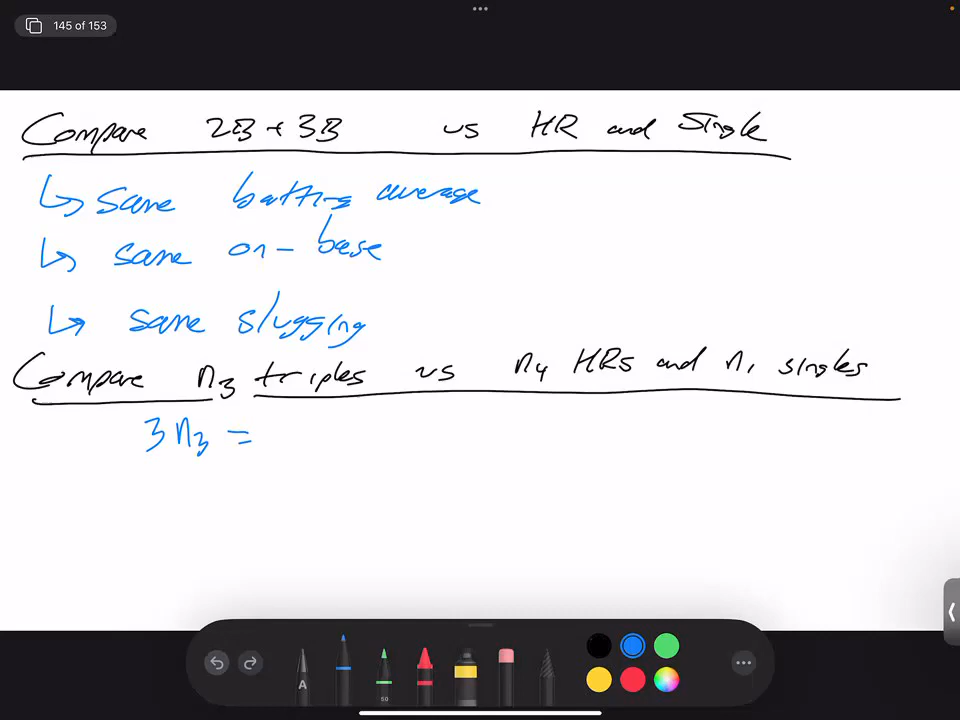 145 of 153
Compare 2B + 3B vs HR and Single
↳ same batting average
↳ same on-base
↳ same slugging
Compare n₃ triples vs n₄ HRs and n₁ singles
3n₃ =
A
80